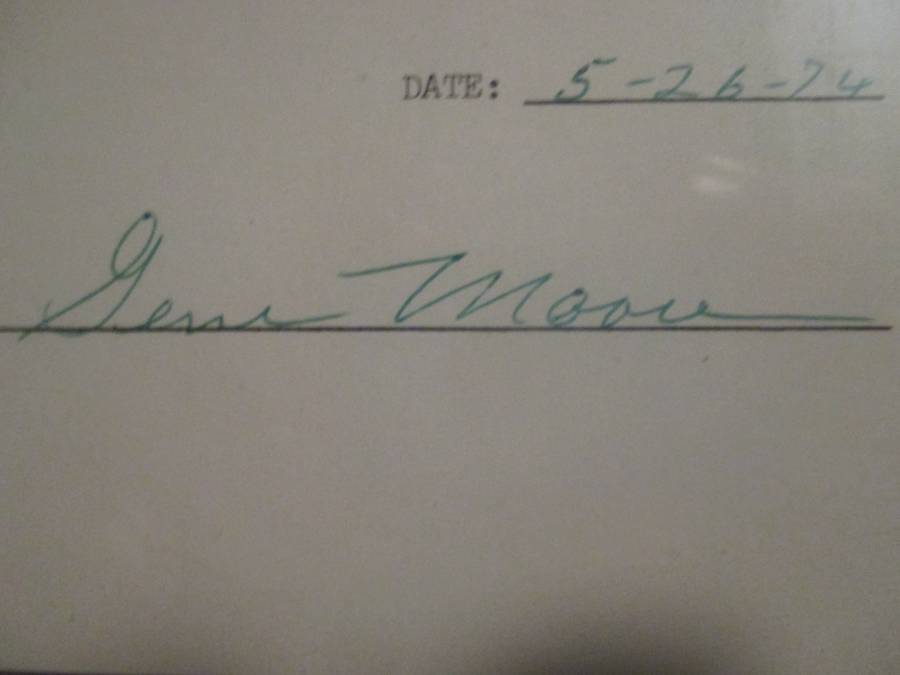 DATE: 5-26-74
Gene Moore